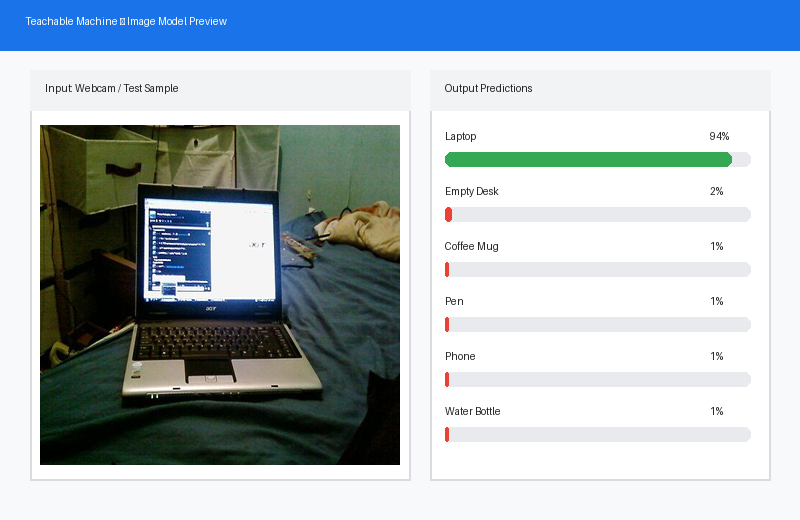 Teachable Machine Image Model Preview
Input: Webcam / Test Sample
acer
Output Predictions
Laptop 94%
Empty Desk 2%
Coffee Mug 1%
Pen 1%
Phone 1%
Water Bottle 1%